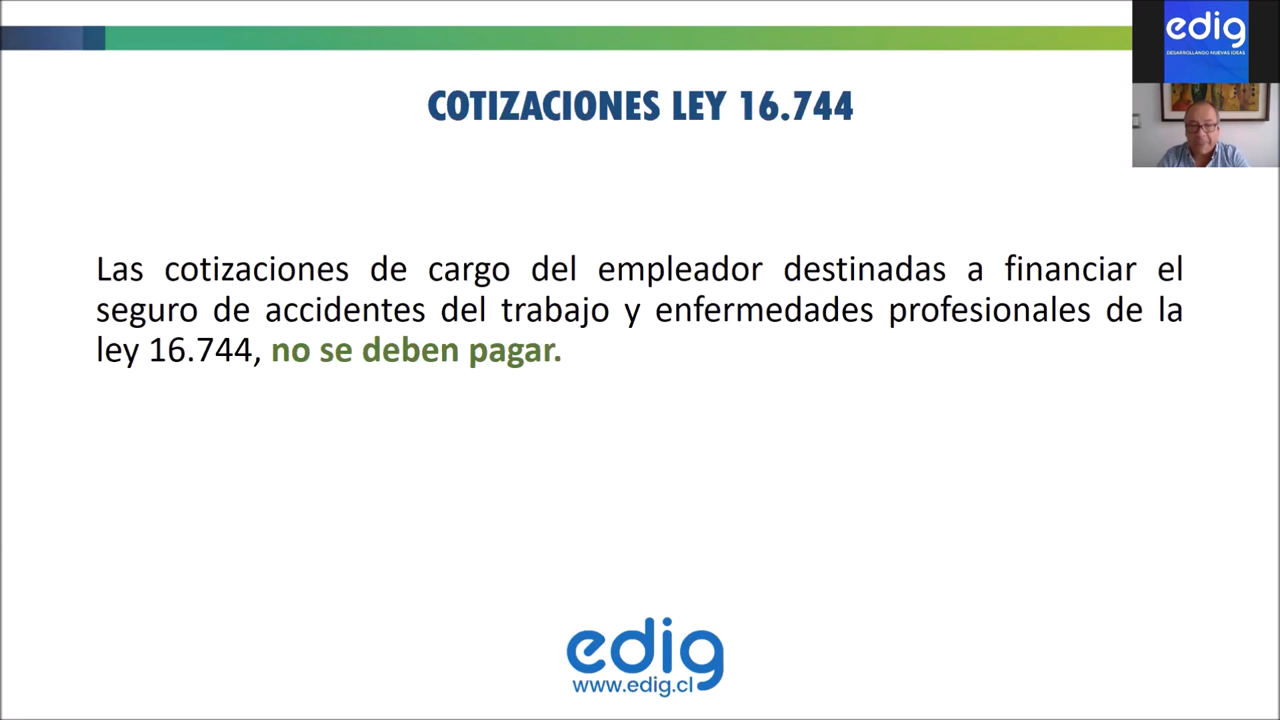 edig
DESARROLLANDO NUEVAS IDEAS
COTIZACIONES LEY 16.744
Las cotizaciones de cargo del empleador destinadas a financiar el
seguro de accidentes del trabajo y enfermedades profesionales de la
ley 16.744, no se deben pagar.
edig
www.edig.cl